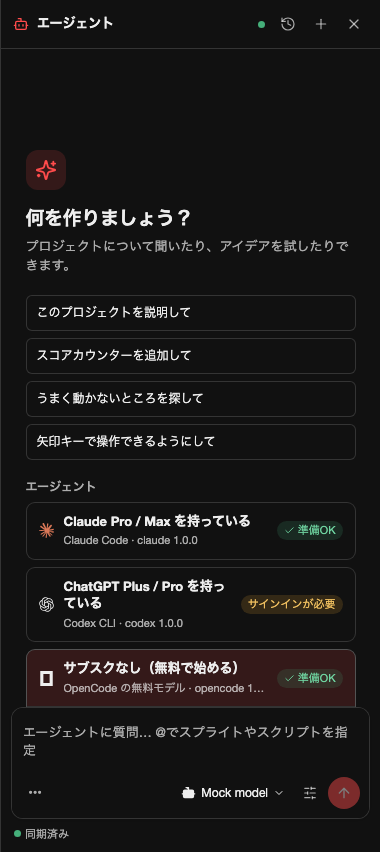 エージェント
何を作りましょう？
プロジェクトについて聞いたり、アイデアを試したりで
きます。
このプロジェクトを説明して
スコアカウンターを追加して
うまく動かないところを探して
矢印キーで操作できるようにして
エージェント
Claude Pro / Max を持っている
Claude Code · claude 1.0.0
準備OK
ChatGPT Plus / Pro を持っ
ている
Codex CLI · codex 1.0.0
サインインが必要
サブスクなし（無料で始める）
OpenCode の無料モデル · opencode 1...
準備OK
エージェントに質問... @でスプライトやスクリプトを指
定
Mock model
同期済み